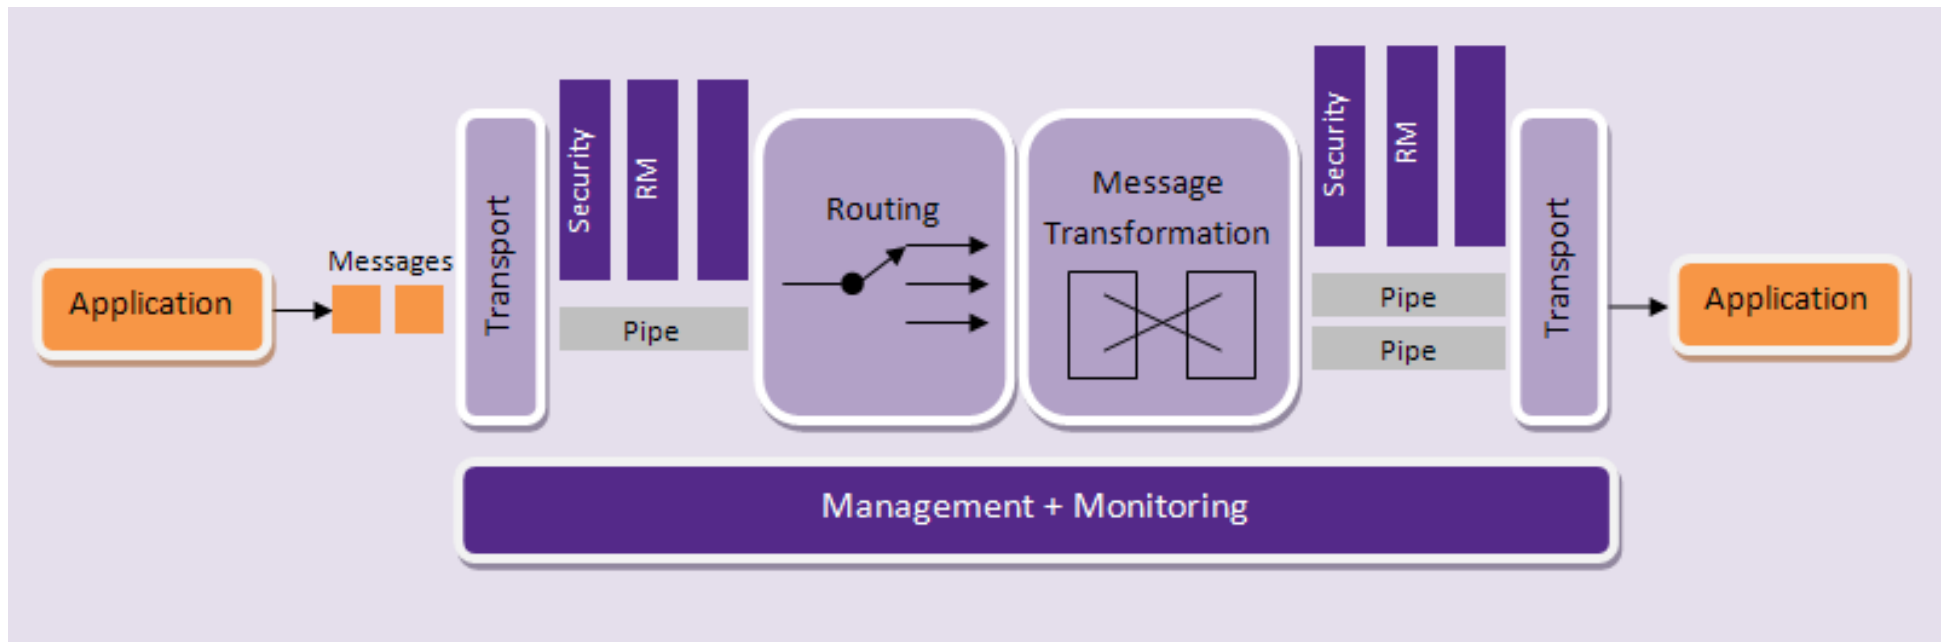 Application
Messages
Transport
Security
RM
Pipe
Routing
Message
Transformation
Security
RM
Pipe
Pipe
Transport
Application
Management + Monitoring